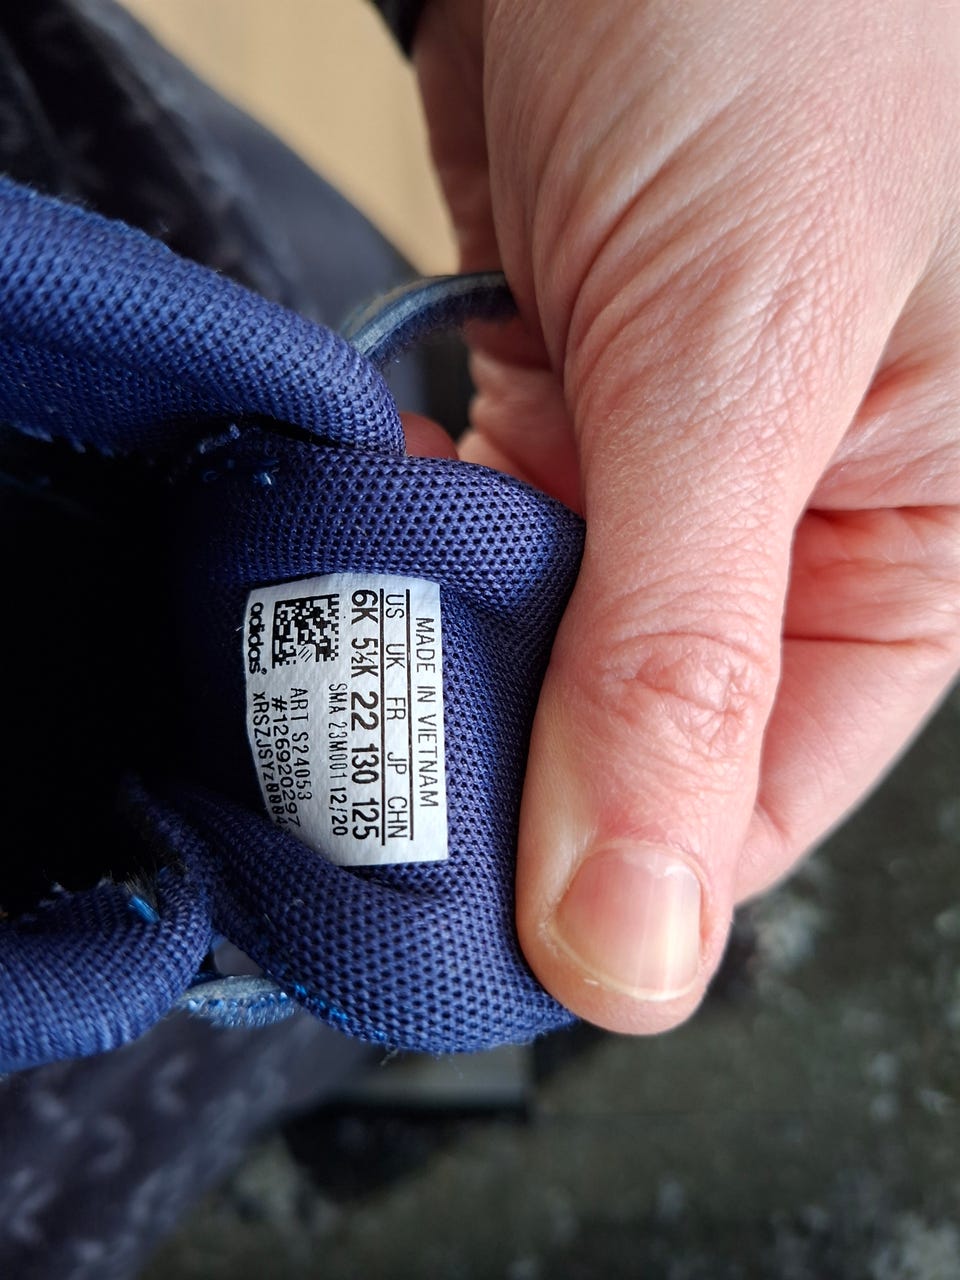 MADE IN VIETNAM
US UK FR JP CHN
6K 5½K 22 130 125
SMA 23M001 12/20
ART S24053
#126920297
adidas®